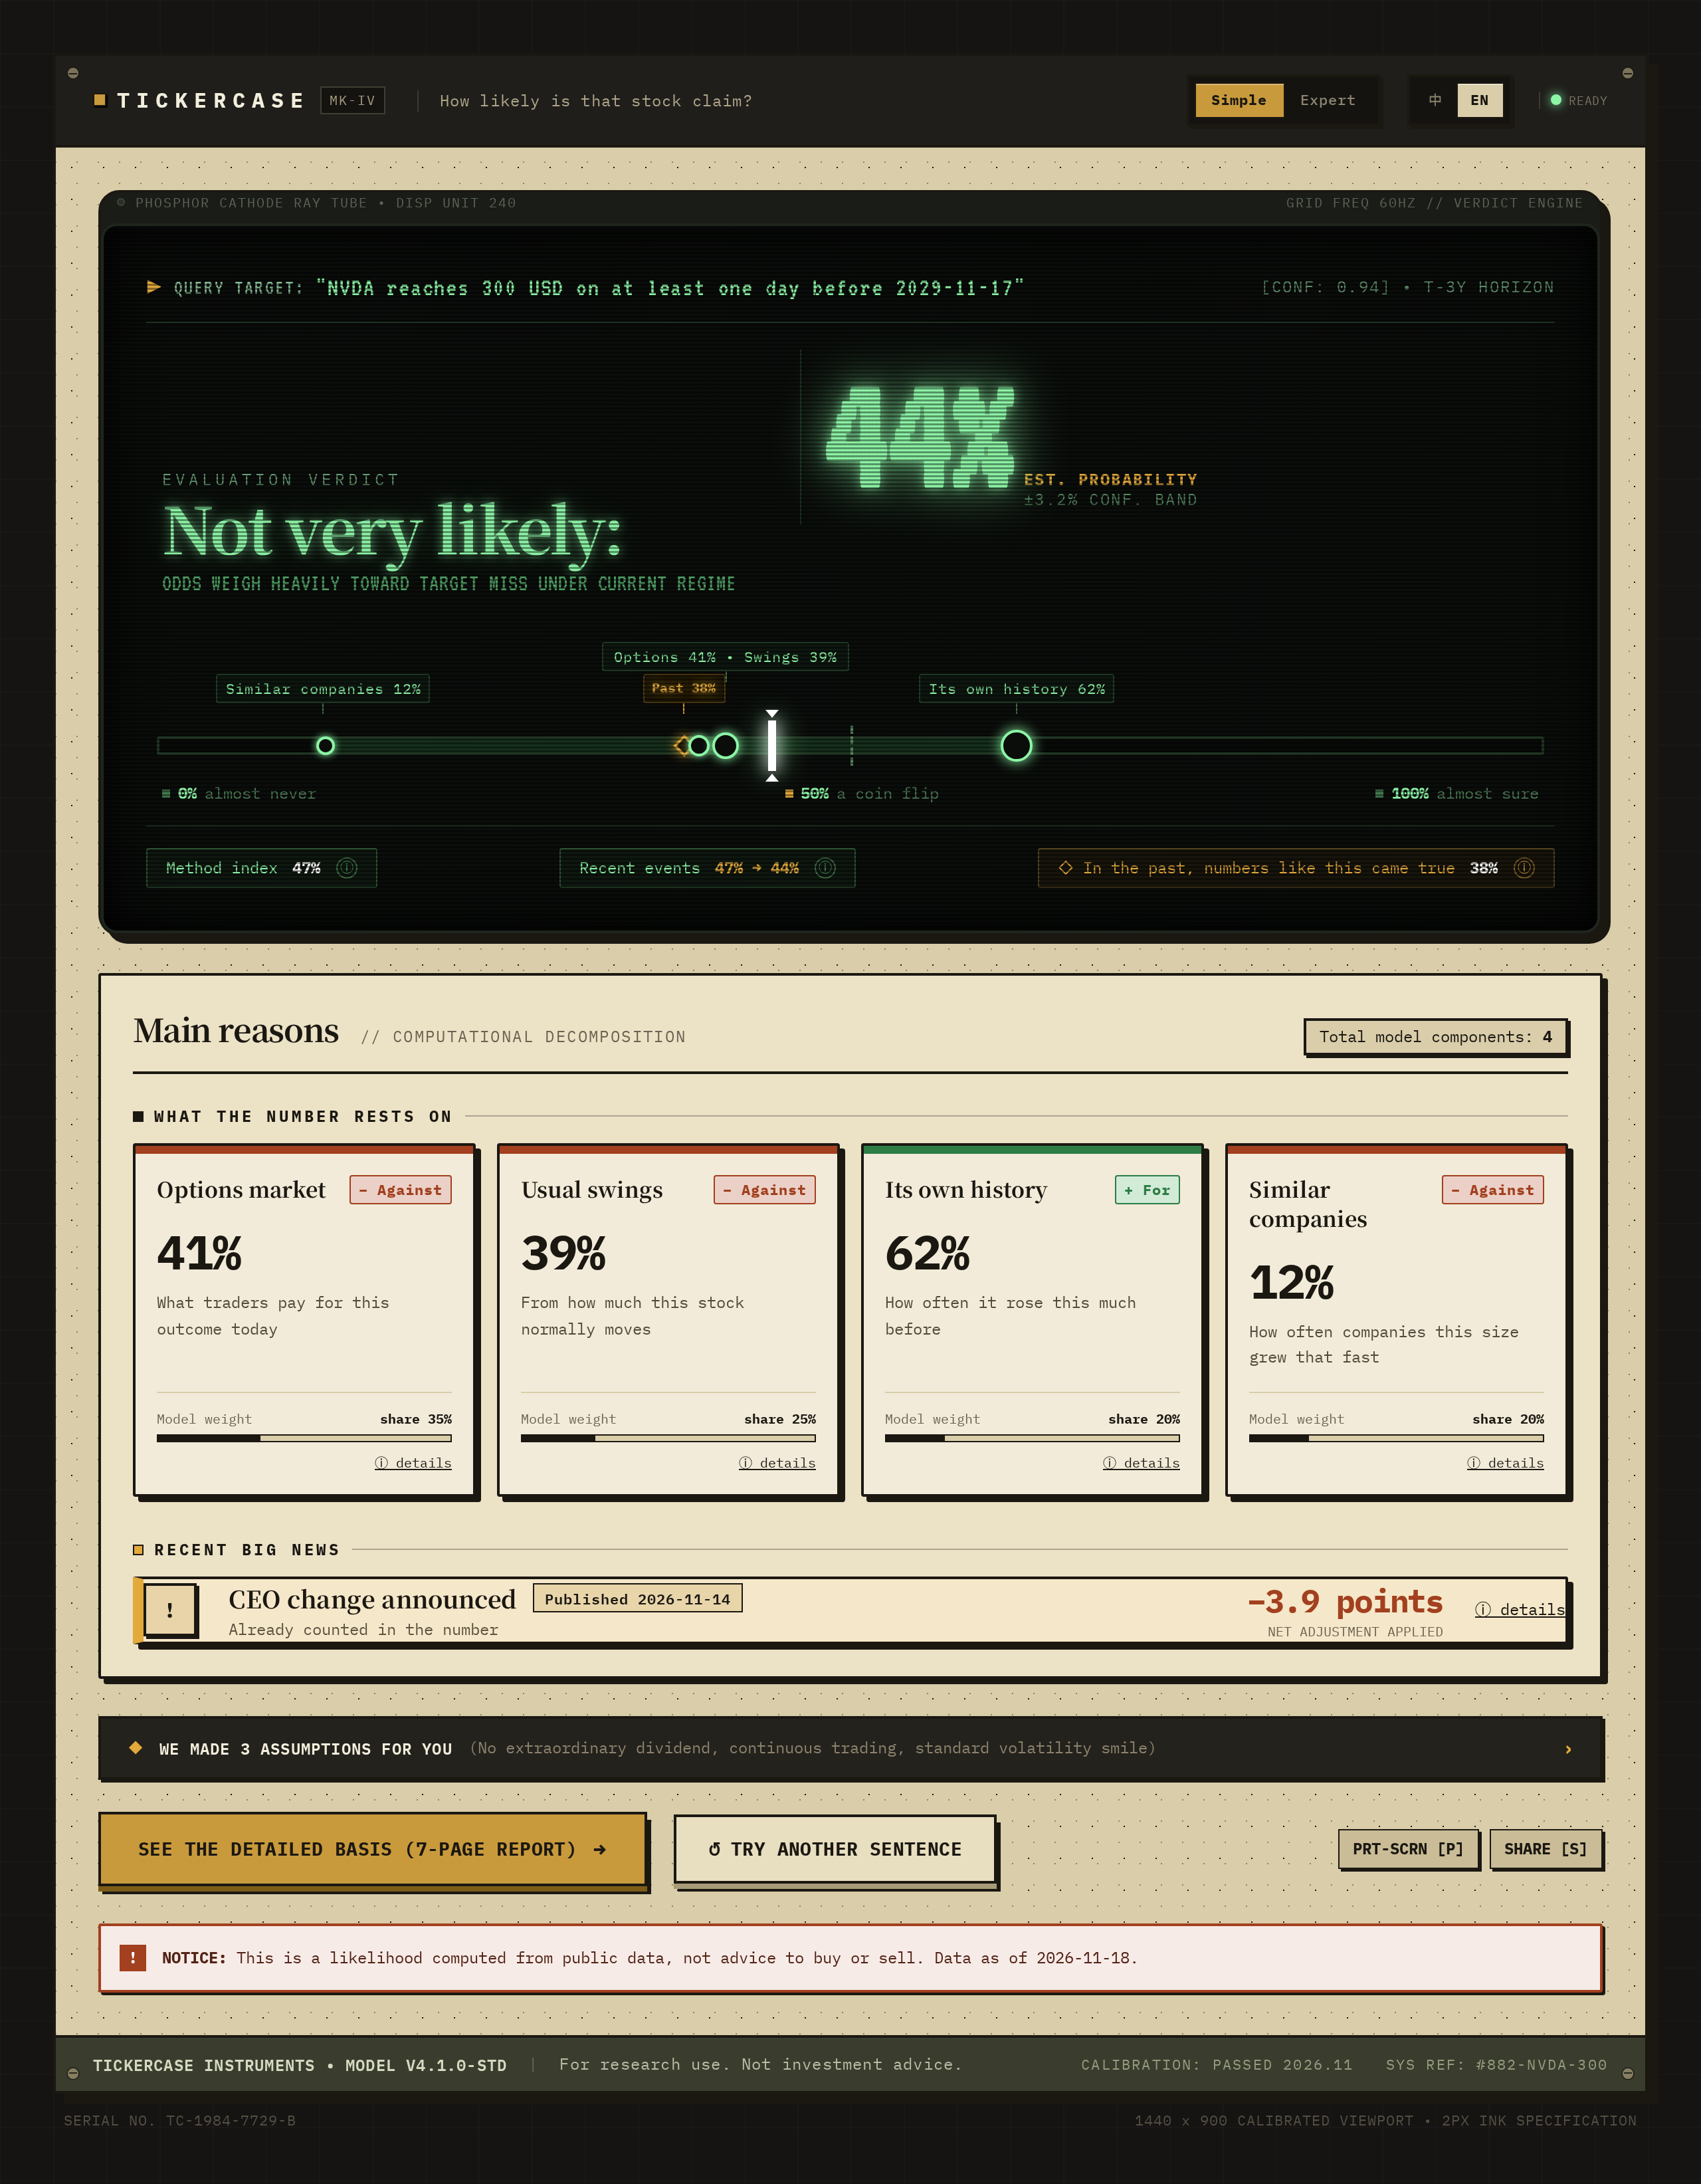 TICKERCASE MK-IV How likely is that stock claim? Simple Expert 中 EN READY
PHOSPHOR CATHODE RAY TUBE • DISP UNIT 240
GRID FREQ 60HZ // VERDICT ENGINE
QUERY TARGET: "NVDA reaches 300 USD on at least one day before 2029-11-17"
[CONF: 0.94] • T-3Y HORIZON
EVALUATION VERDICT
Not very likely:
ODDS WEIGH HEAVILY TOWARD TARGET MISS UNDER CURRENT REGIME
44%
EST. PROBABILITY
±3.2% CONF. BAND
Options 41% • Swings 39%
Similar companies 12%
Past 38%
Its own history 62%
0% almost never
50% a coin flip
100% almost sure
Method index 47% ⓘ
Recent events 47% → 44% ⓘ
◇ In the past, numbers like this came true 38% ⓘ
Main reasons // COMPUTATIONAL DECOMPOSITION
Total model components: 4
WHAT THE NUMBER RESTS ON
Options market
− Against
41%
What traders pay for this
outcome today
Model weight share 35%
ⓘ details
Usual swings
− Against
39%
From how much this stock
normally moves
Model weight share 25%
ⓘ details
Its own history
+ For
62%
How often it rose this much
before
Model weight share 20%
ⓘ details
Similar
companies
− Against
12%
How often companies this size
grew that fast
Model weight share 20%
ⓘ details
RECENT BIG NEWS
!
CEO change announced Published 2026-11-14
Already counted in the number
−3.9 points
NET ADJUSTMENT APPLIED
ⓘ details
◆ WE MADE 3 ASSUMPTIONS FOR YOU (No extraordinary dividend, continuous trading, standard volatility smile) ›
SEE THE DETAILED BASIS (7-PAGE REPORT) →
↺ TRY ANOTHER SENTENCE
PRT-SCRN [P]
SHARE [S]
! NOTICE: This is a likelihood computed from public data, not advice to buy or sell. Data as of 2026-11-18.
TICKERCASE INSTRUMENTS • MODEL V4.1.0-STD
For research use. Not investment advice.
CALIBRATION: PASSED 2026.11
SYS REF: #882-NVDA-300
SERIAL NO. TC-1984-7729-B
1440 x 900 CALIBRATED VIEWPORT • 2PX INK SPECIFICATION